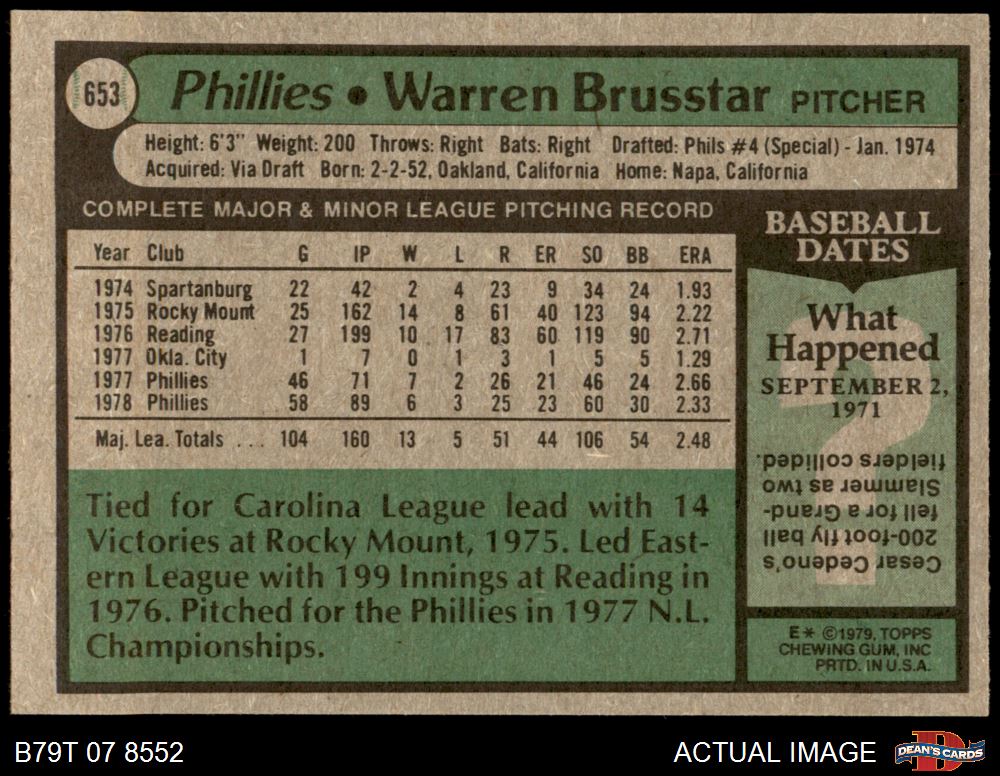 653
Phillies • Warren Brusstar PITCHER
Height: 6'3" Weight: 200 Throws: Right Bats: Right Drafted: Phils #4 (Special) - Jan. 1974
Acquired: Via Draft Born: 2-2-52, Oakland, California Home: Napa, California
COMPLETE MAJOR & MINOR LEAGUE PITCHING RECORD
Year Club G IP W L R ER SO BB ERA
1974 Spartanburg 22 42 2 4 23 9 34 24 1.93
1975 Rocky Mount 25 162 14 8 61 40 123 94 2.22
1976 Reading 27 199 10 17 83 60 119 90 2.71
1977 Okla. City 1 7 0 1 3 1 5 5 1.29
1977 Phillies 46 71 7 2 26 21 46 24 2.66
1978 Phillies 58 89 6 3 25 23 60 30 2.33
Maj. Lea. Totals . . . 104 160 13 5 51 44 106 54 2.48
Tied for Carolina League lead with 14
Victories at Rocky Mount, 1975. Led East-
ern League with 199 Innings at Reading in
1976. Pitched for the Phillies in 1977 N.L.
Championships.
BASEBALL
DATES
What
Happened
SEPTEMBER 2,
1971
?
Cesar Cedeno's
200-foot fly ball
fell for a Grand-
Slammer as two
fielders collided.
E* ©1979, TOPPS
CHEWING GUM, INC
PRTD. IN U.S.A.
B79T 07 8552
ACTUAL IMAGE
D
DEAN'S CARDS